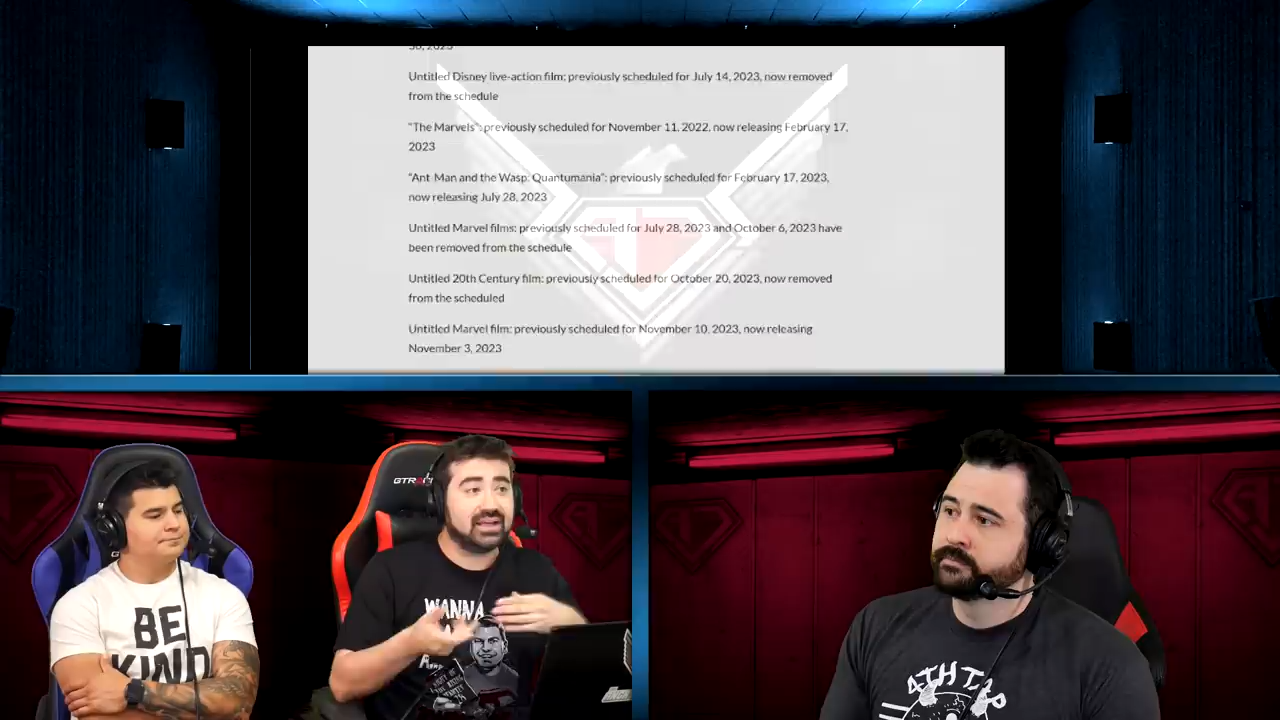 30, 2023
Untitled Disney live-action film: previously scheduled for July 14, 2023, now removed
from the schedule
"The Marvels": previously scheduled for November 11, 2022, now releasing February 17,
2023
"Ant-Man and the Wasp: Quantumania": previously scheduled for February 17, 2023,
now releasing July 28, 2023
Untitled Marvel films: previously scheduled for July 28, 2023 and October 6, 2023 have
been removed from the schedule
Untitled 20th Century film: previously scheduled for October 20, 2023, now removed
from the scheduled
Untitled Marvel film: previously scheduled for November 10, 2023, now releasing
November 3, 2023
BE
KIND
WANNA
4TH TAP